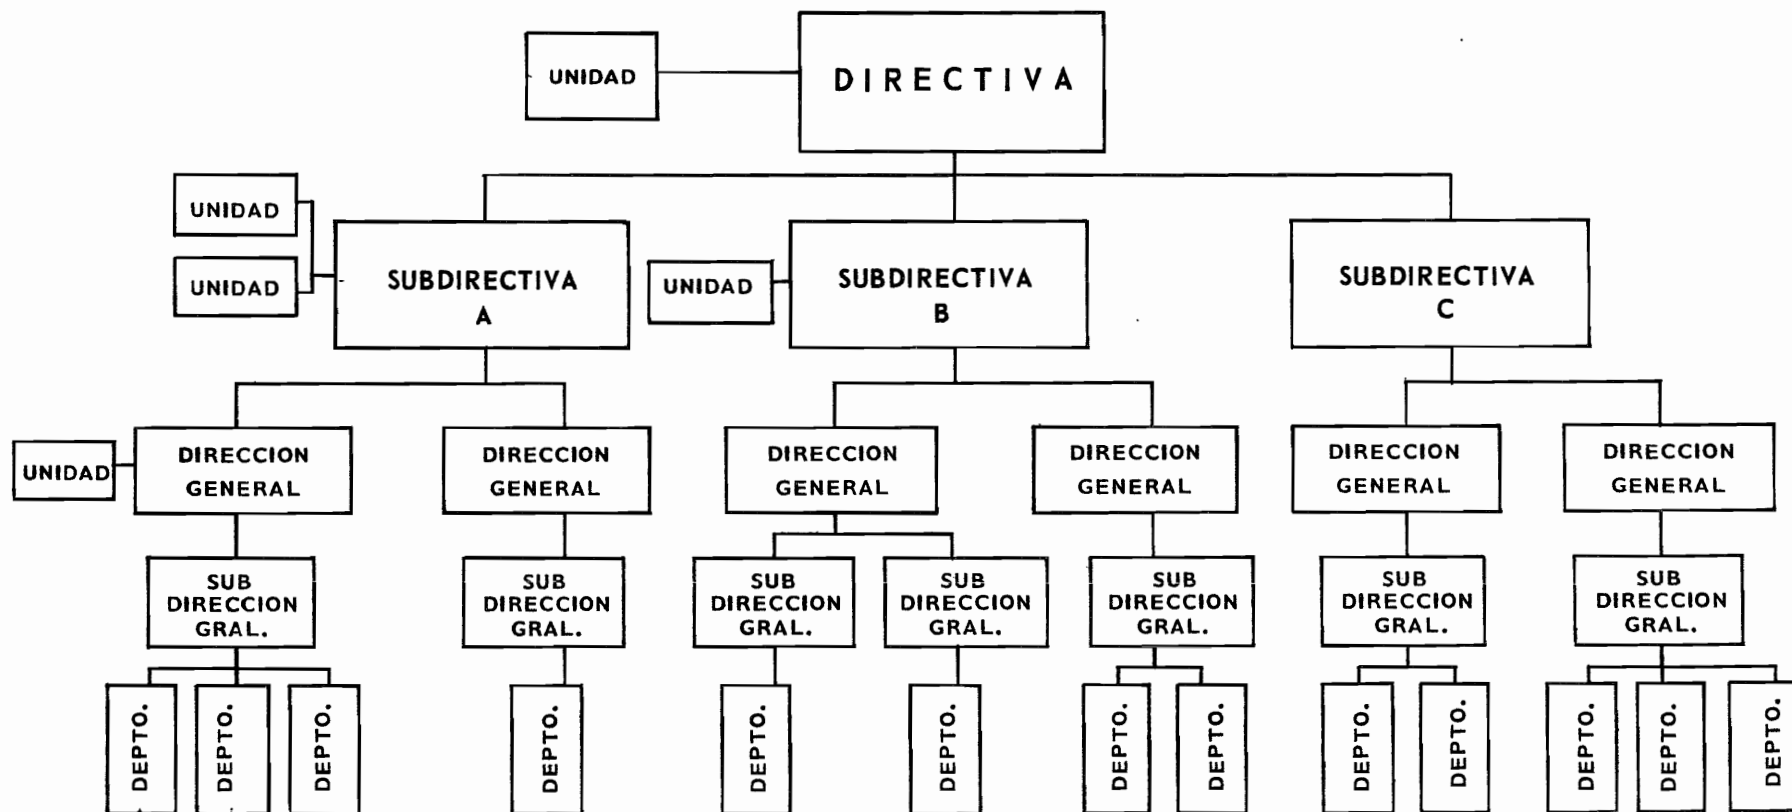 UNIDAD
DIRECTIVA
UNIDAD
UNIDAD
SUBDIRECTIVA
A
UNIDAD
SUBDIRECTIVA
B
SUBDIRECTIVA
C
UNIDAD
DIRECCION
GENERAL
DIRECCION
GENERAL
DIRECCION
GENERAL
DIRECCION
GENERAL
DIRECCION
GENERAL
DIRECCION
GENERAL
SUB
DIRECCION
GRAL.
SUB
DIRECCION
GRAL.
SUB
DIRECCION
GRAL.
SUB
DIRECCION
GRAL.
SUB
DIRECCION
GRAL.
SUB
DIRECCION
GRAL.
SUB
DIRECCION
GRAL.
DEPTO.
DEPTO.
DEPTO.
DEPTO.
DEPTO.
DEPTO.
DEPTO.
DEPTO.
DEPTO.
DEPTO.
DEPTO.
DEPTO.
DEPTO.